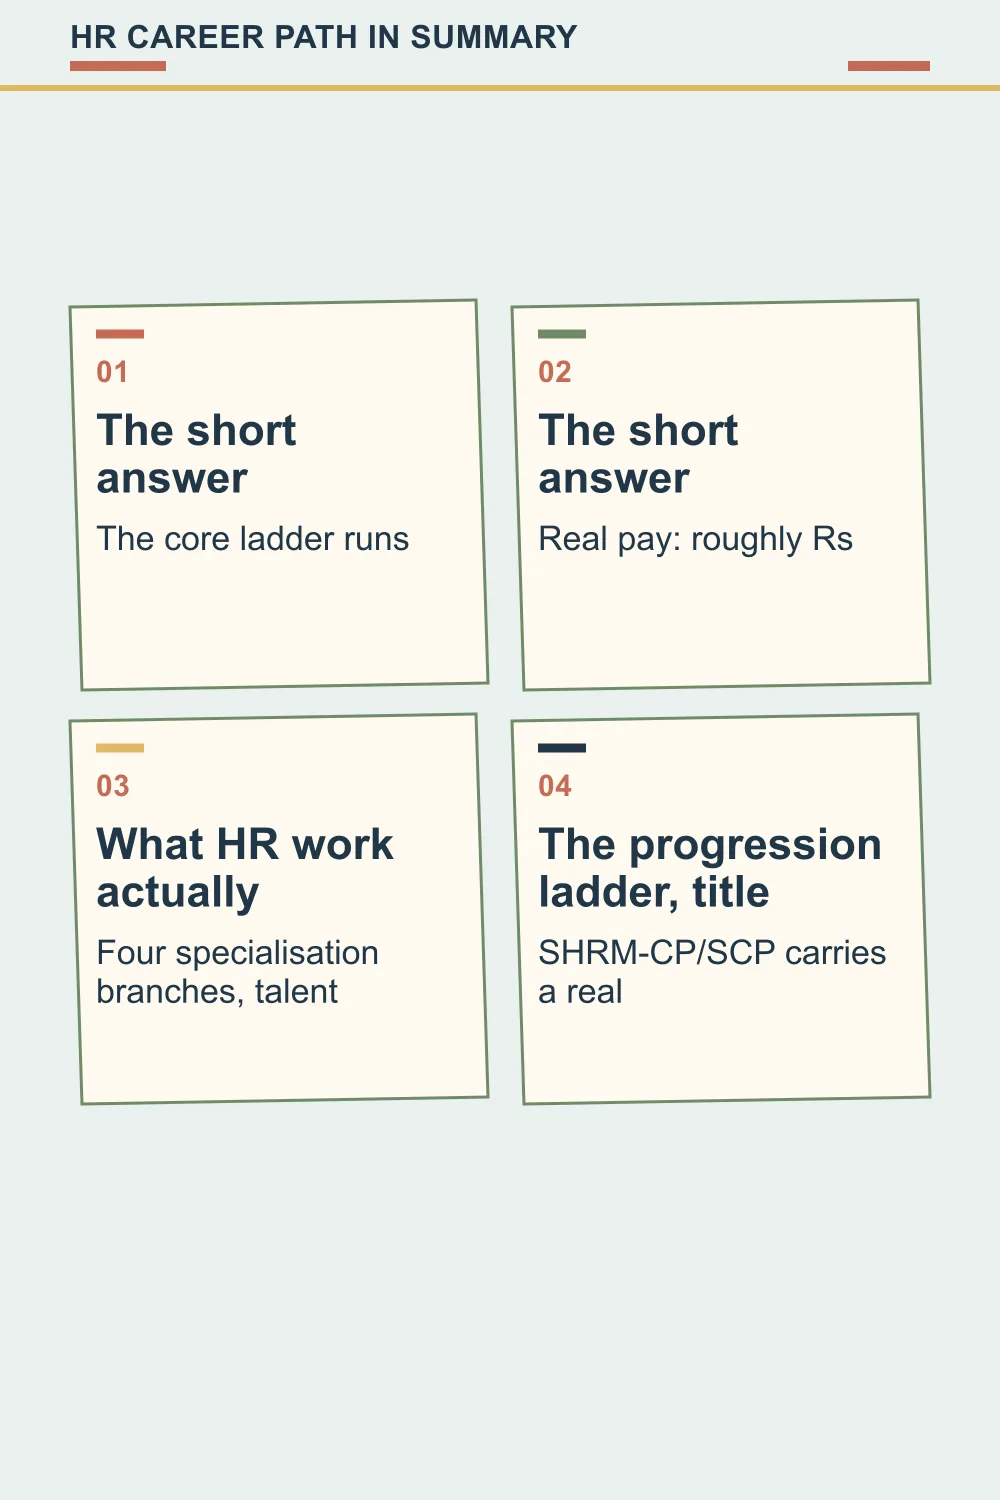 HR CAREER PATH IN SUMMARY
01
The short
answer
The core ladder runs
02
The short
answer
Real pay: roughly Rs
03
What HR work
actually
Four specialisation
branches, talent
04
The progression
ladder, title
SHRM-CP/SCP carries
a real